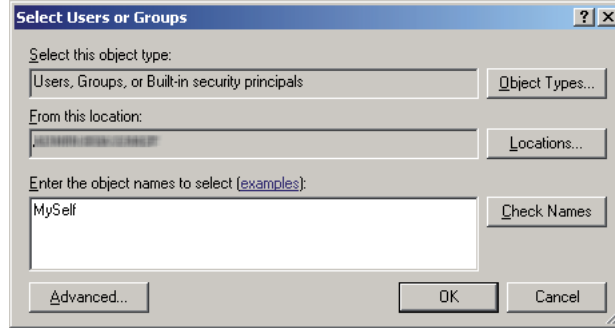 Select Users or Groups
Select this object type:
Users, Groups, or Built-in security principals
Object Types...
From this location:
Locations...
Enter the object names to select (examples):
MySelf
Check Names
Advanced...
OK
Cancel